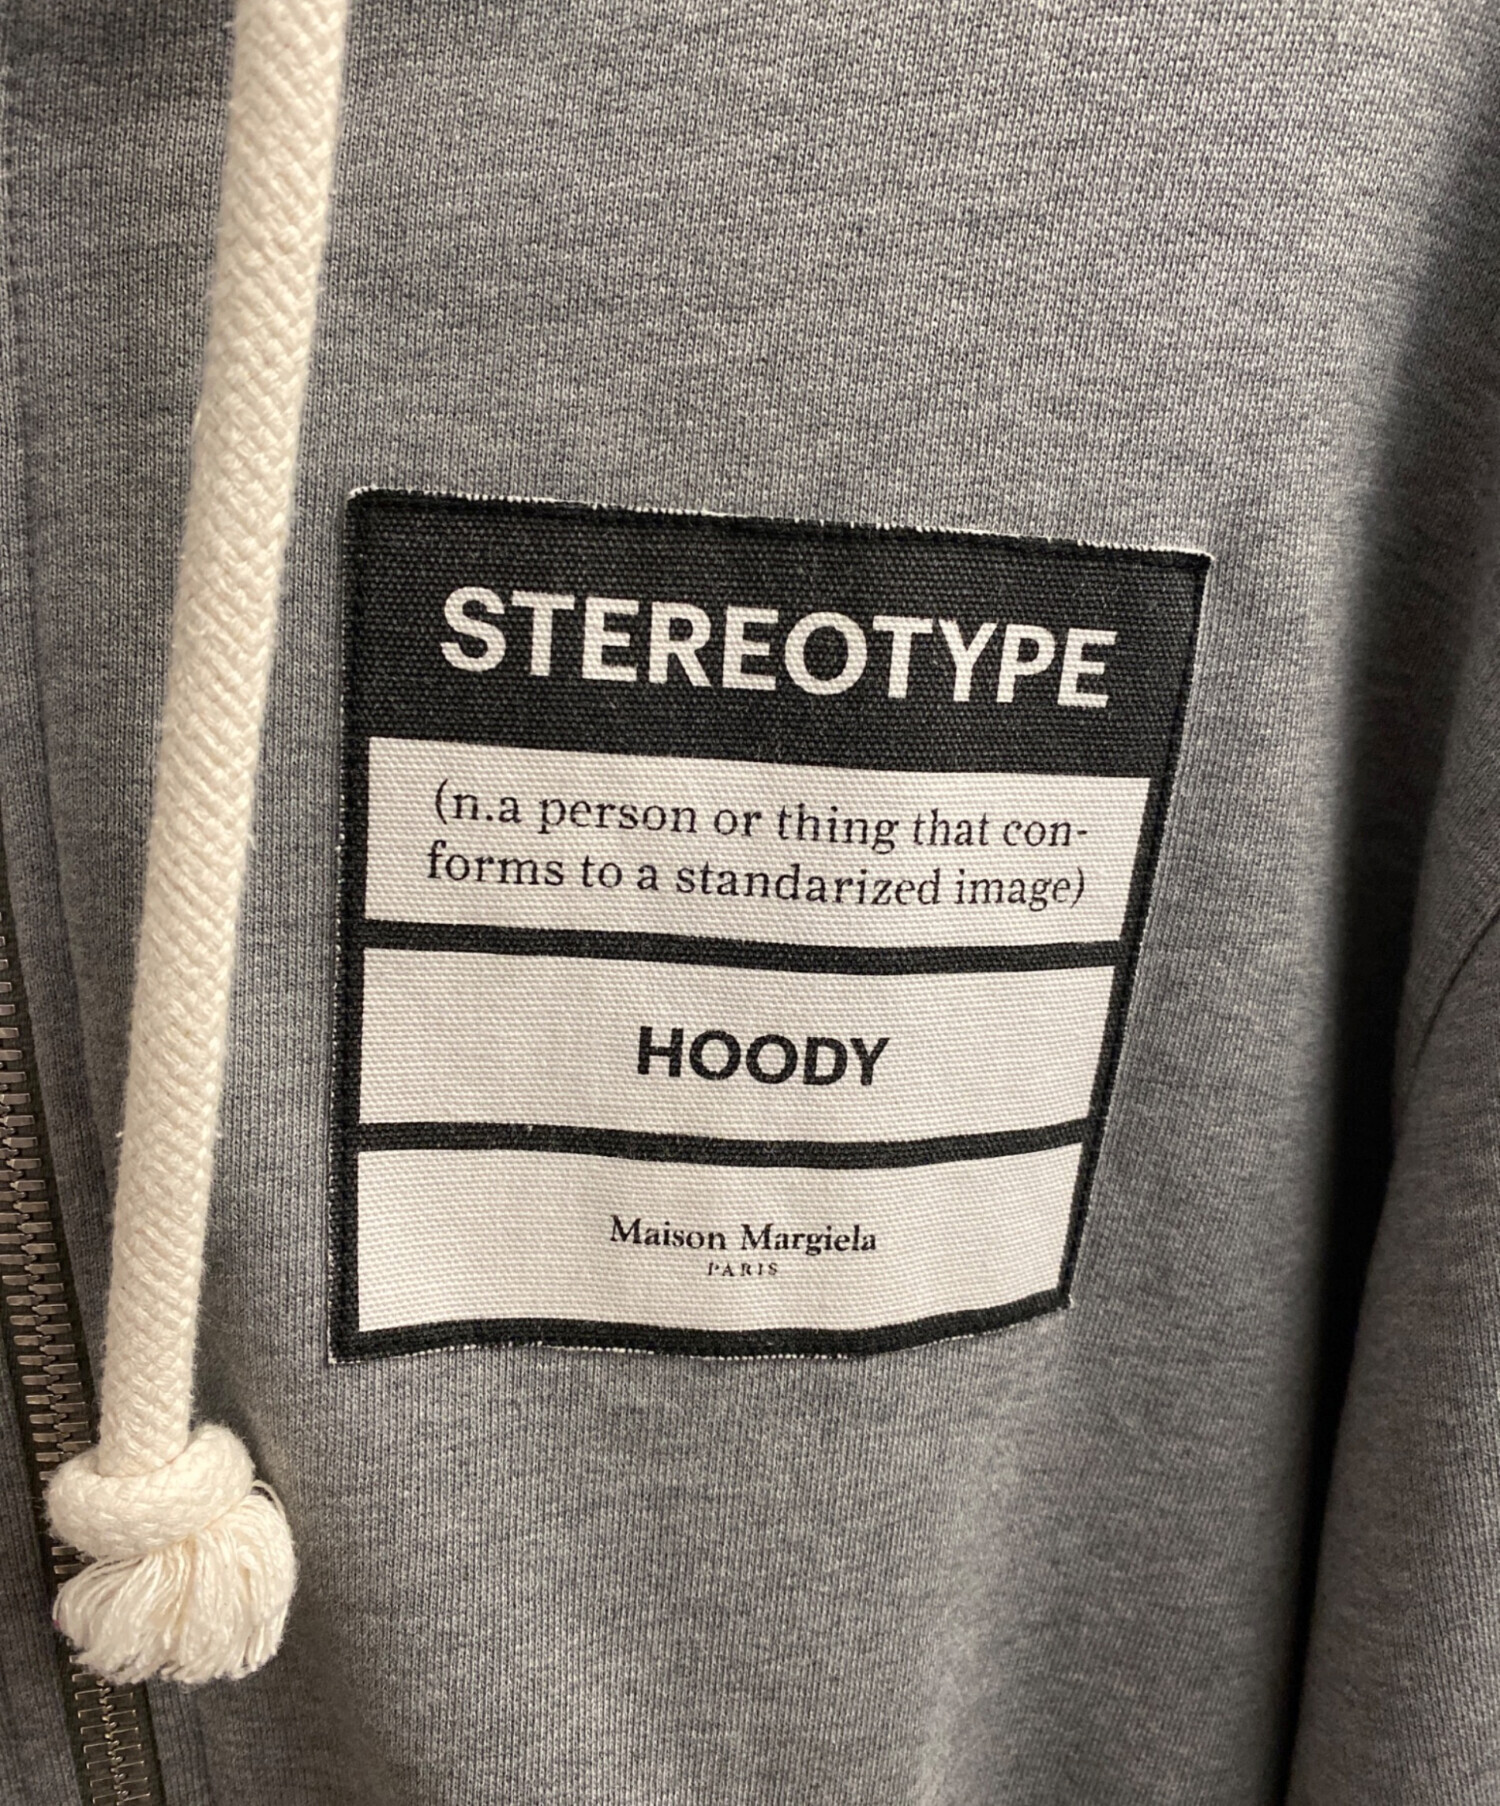 STEREOTYPE
(n.a person or thing that con-
forms to a standarized image)
HOODY
Maison Margiela
PARIS